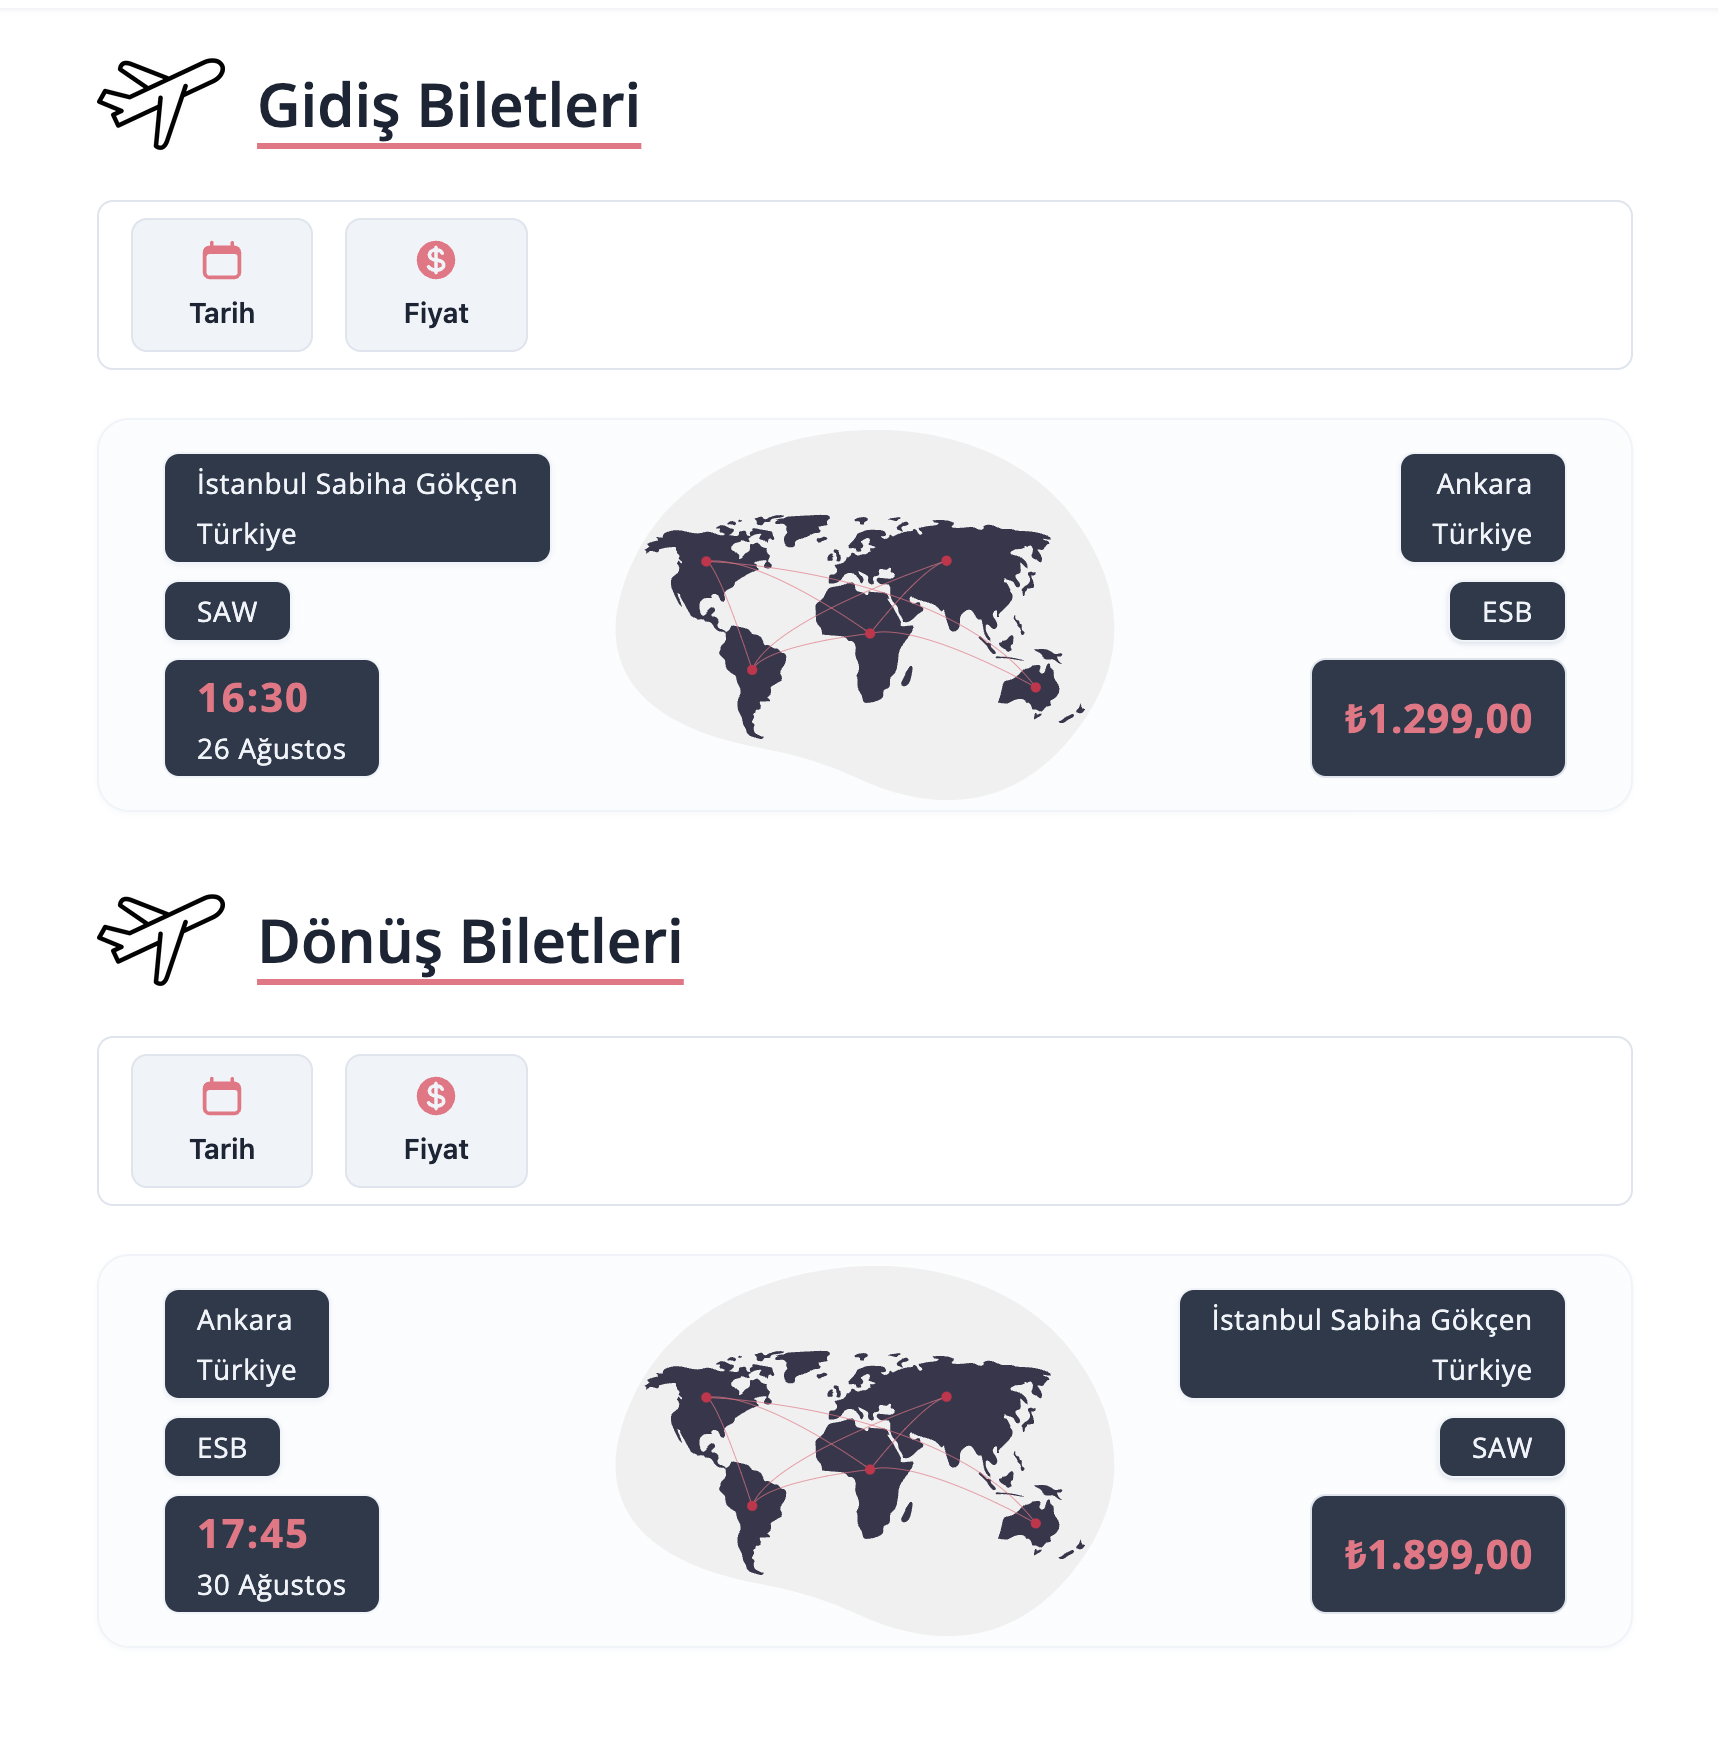 Gidiş Biletleri
Tarih
Fiyat
İstanbul Sabiha Gökçen
Türkiye
SAW
16:30
26 Ağustos
Ankara
Türkiye
ESB
₺1.299,00
Dönüş Biletleri
Tarih
Fiyat
Ankara
Türkiye
ESB
17:45
30 Ağustos
İstanbul Sabiha Gökçen
Türkiye
SAW
₺1.899,00